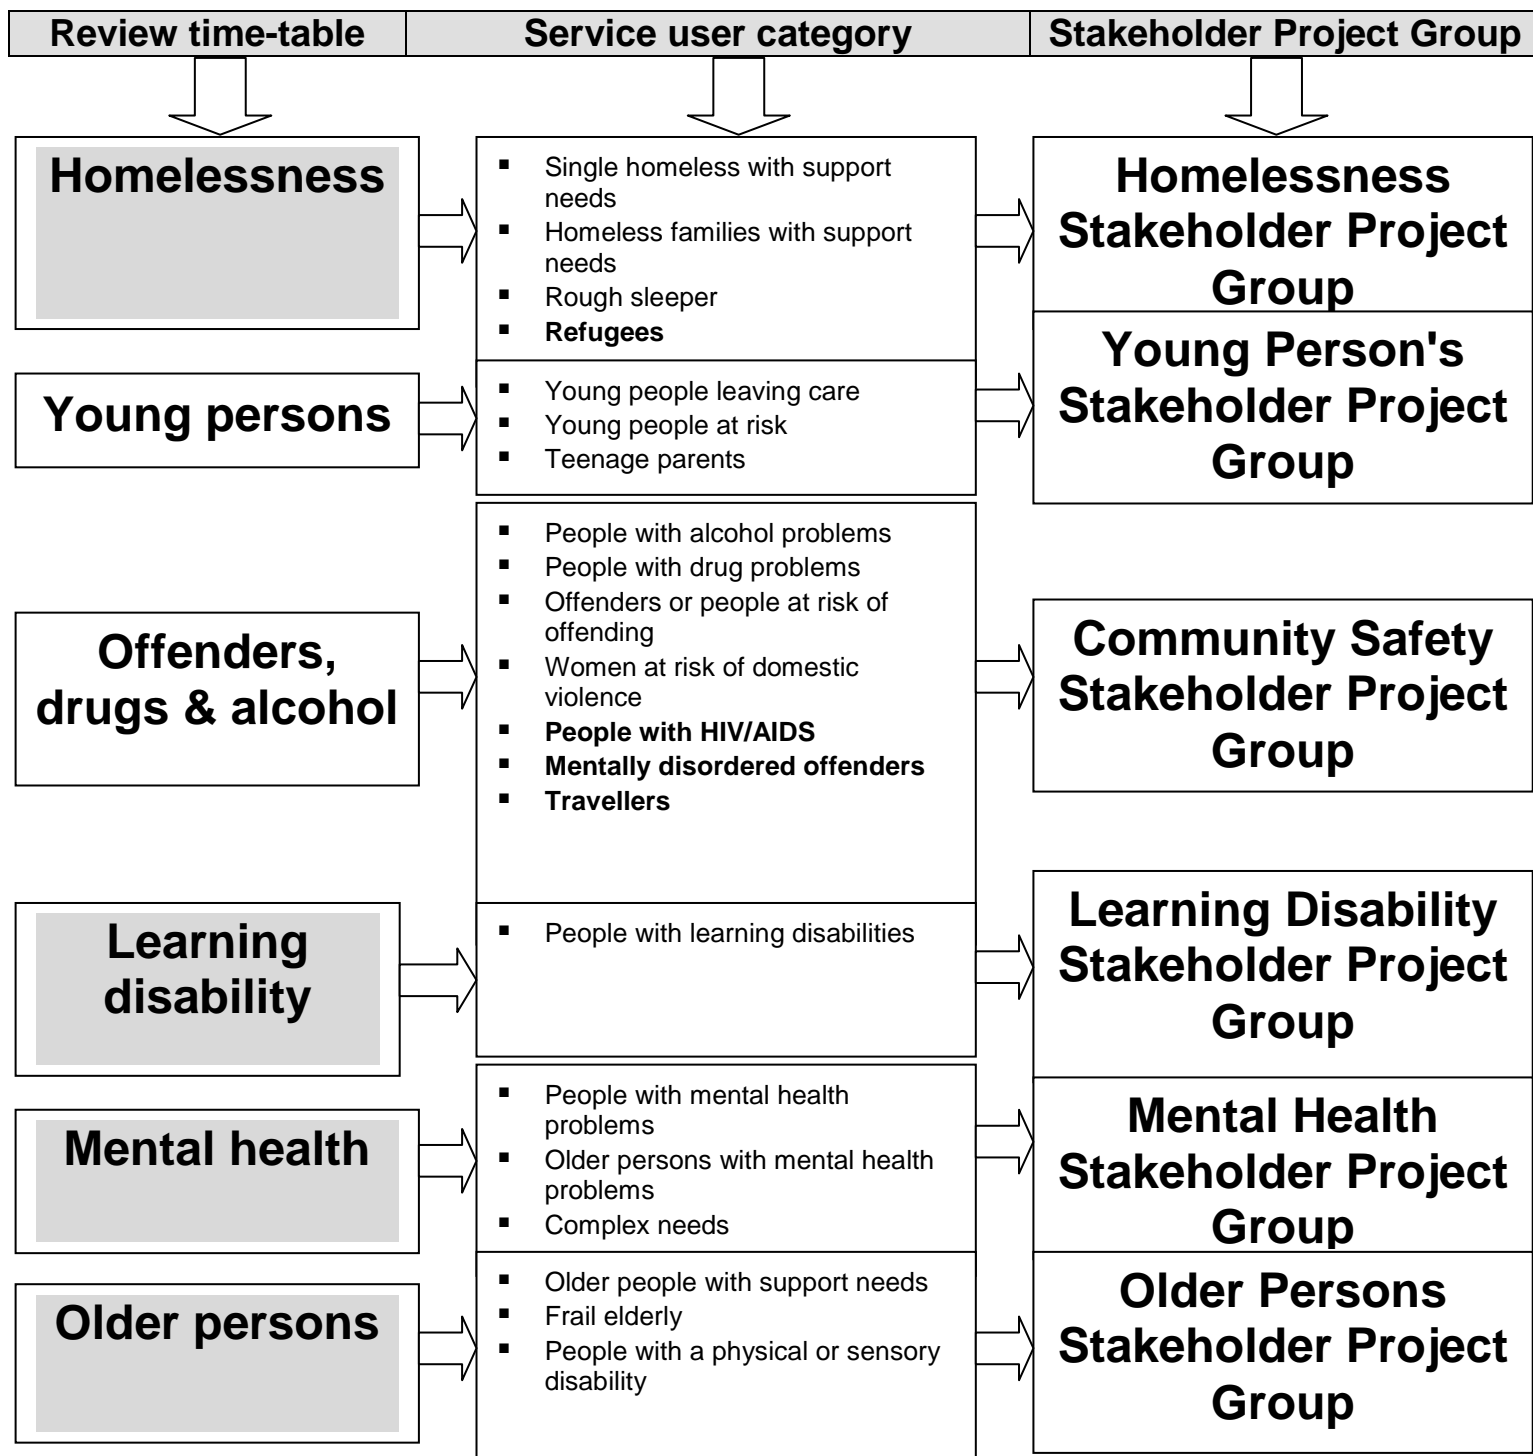 Review time-table
Service user category
Stakeholder Project Group
Homelessness
▪ Single homeless with support
needs
▪ Homeless families with support
needs
▪ Rough sleeper
▪ Refugees
Homelessness
Stakeholder Project
Group
Young persons
▪ Young people leaving care
▪ Young people at risk
▪ Teenage parents
Young Person's
Stakeholder Project
Group
Offenders,
drugs & alcohol
▪ People with alcohol problems
▪ People with drug problems
▪ Offenders or people at risk of
offending
▪ Women at risk of domestic
violence
▪ People with HIV/AIDS
▪ Mentally disordered offenders
▪ Travellers
Community Safety
Stakeholder Project
Group
Learning
disability
▪ People with learning disabilities
Learning Disability
Stakeholder Project
Group
Mental health
▪ People with mental health
problems
▪ Older persons with mental health
problems
▪ Complex needs
Mental Health
Stakeholder Project
Group
Older persons
▪ Older people with support needs
▪ Frail elderly
▪ People with a physical or sensory
disability
Older Persons
Stakeholder Project
Group